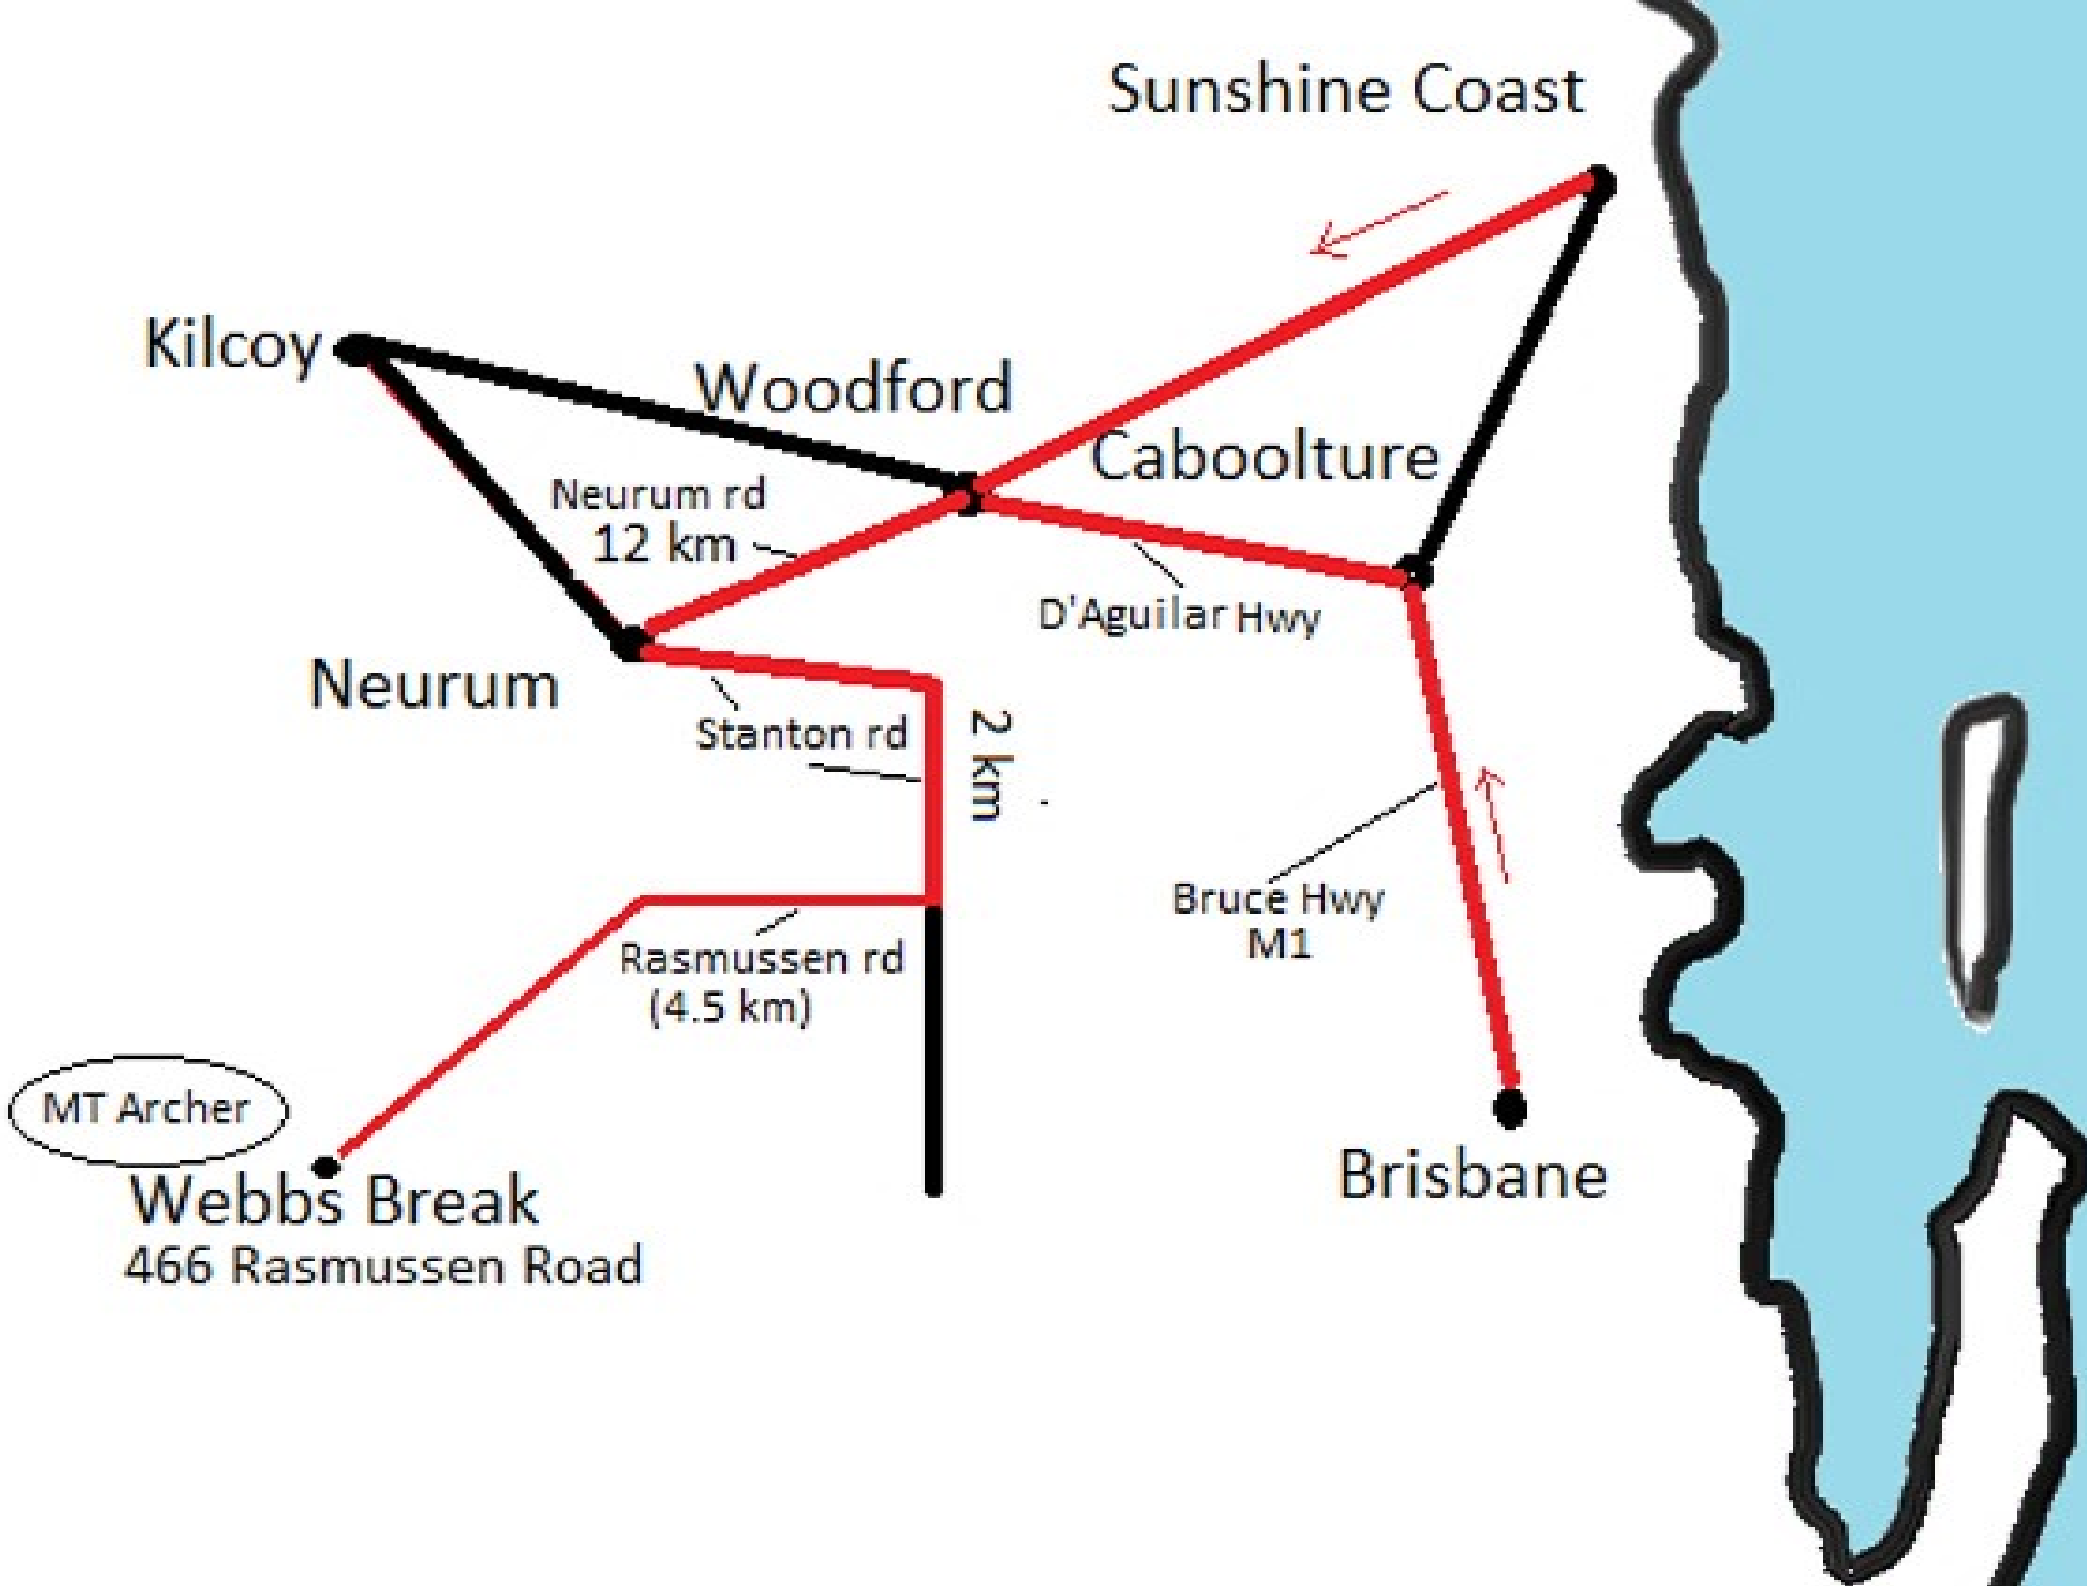 Sunshine Coast
Kilcoy
Woodford
Caboolture
Neurum rd
12 km
D'Aguilar Hwy
Neurum
Stanton rd
2 km
Bruce Hwy
M1
Rasmussen rd
(4.5 km)
MT Archer
Webbs Break
466 Rasmussen Road
Brisbane